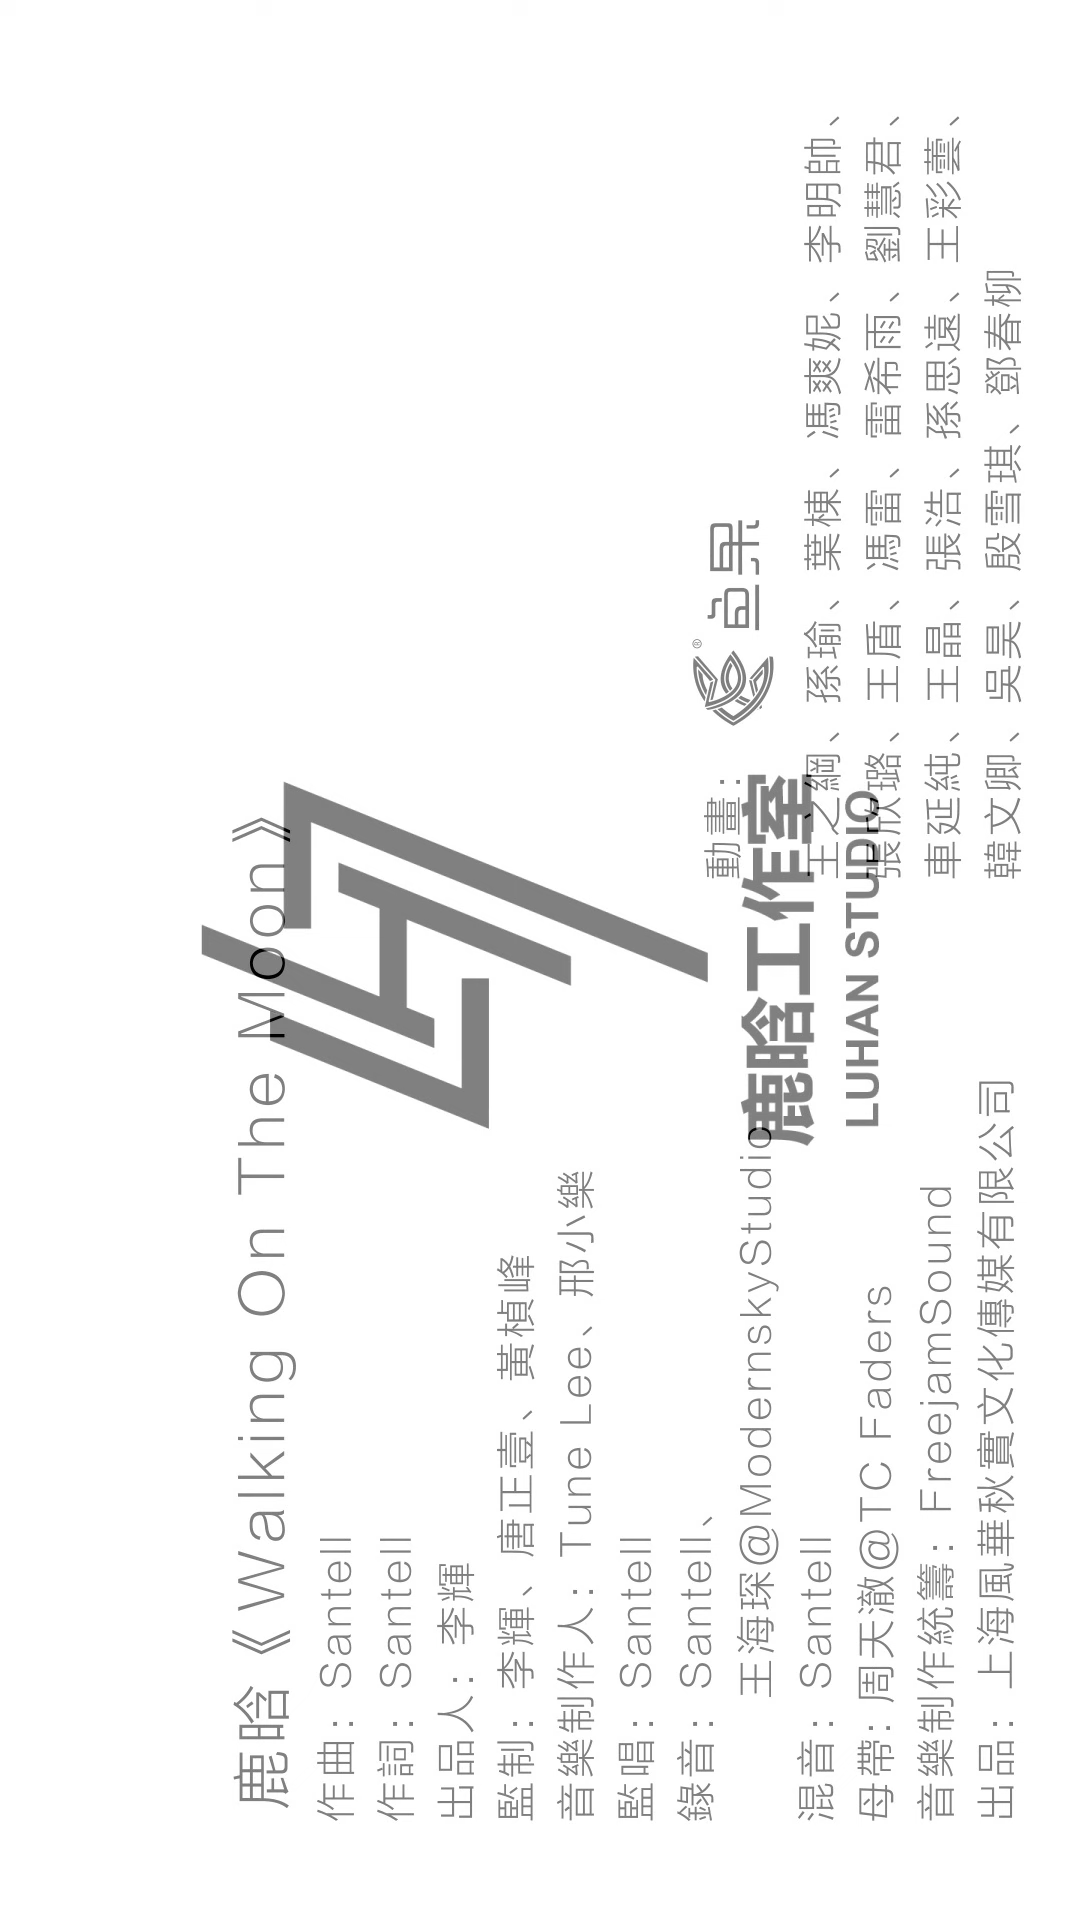 鹿晗《Walking On The Moon》
作曲：Santell
作詞：Santell
出品人：李輝
監制：李輝、唐正壹、黃楨峰
音樂制作人：Tune Lee、邢小樂
監唱：Santell
錄音：Santell、
王海琛@ModernskyStudio
混音：Santell
母帶：周天澈@TC Faders
音樂制作統籌：FreejamSound
出品：上海風華秋實文化傳媒有限公司
鹿晗工作室
LUHAN STUDIO
動畫：
®
王之綱、孫瑜、葉棟、馮爽妮、李明帥、
張欣璐、王盾、馮雷、雷希雨、劉慧君、
車延純、王晶、張浩、孫思遠、王彩蕓、
韓文卿、吳昊、殷雪琪、鄧春柳